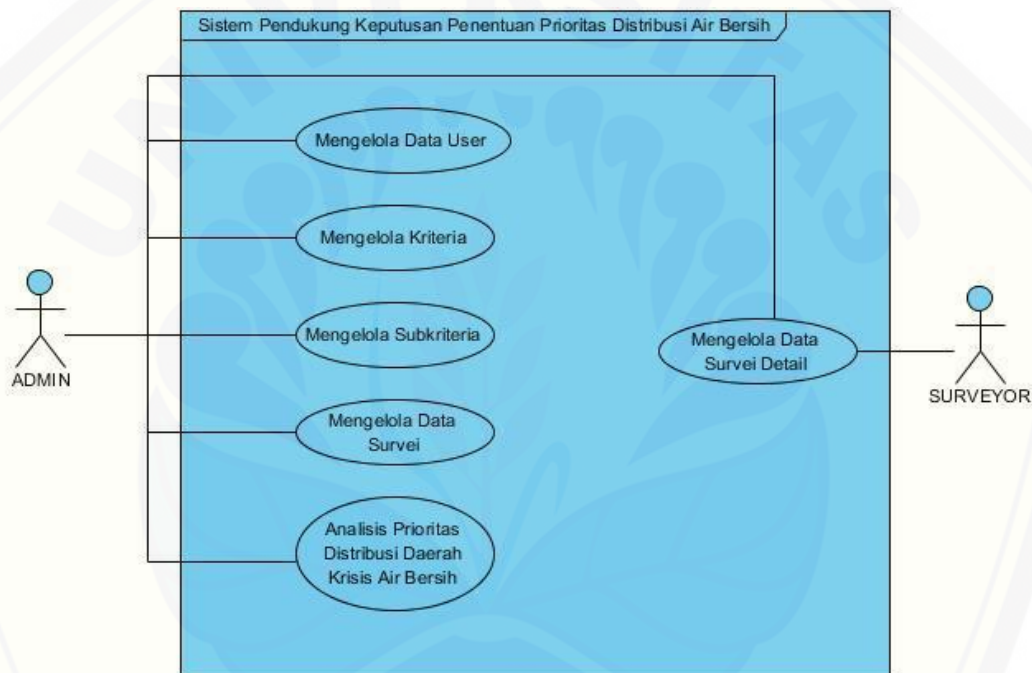 Sistem Pendukung Keputusan Penentuan Prioritas Distribusi Air Bersih
UNIVERSITAS
Mengelola Data User
Mengelola Kriteria
Mengelola Subkriteria
Mengelola Data
Survei
Analisis Prioritas
Distribusi Daerah
Krisis Air Bersih
Mengelola Data
Survei Detail
ADMIN
SURVEYOR